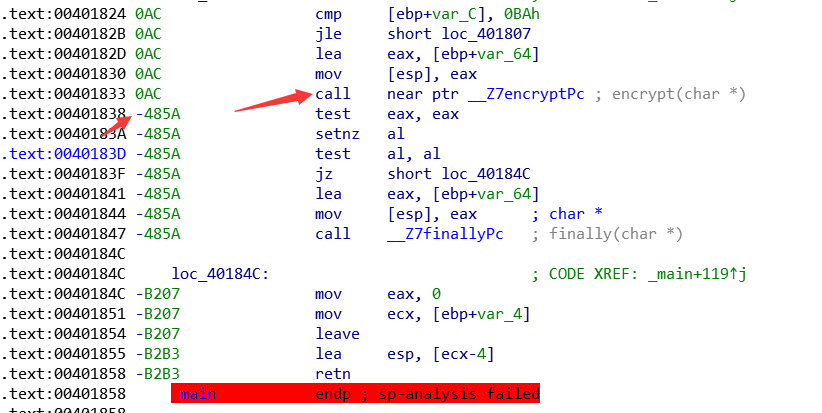 .text:00401824 0AC cmp [ebp+var_C], 0BAh
.text:0040182B 0AC jle short loc_401807
.text:0040182D 0AC lea eax, [ebp+var_64]
.text:00401830 0AC mov [esp], eax
.text:00401833 0AC call near ptr __Z7encryptPc ; encrypt(char *)
.text:00401838 -485A test eax, eax
.text:0040183A -485A setnz al
.text:0040183D -485A test al, al
.text:0040183F -485A jz short loc_40184C
.text:00401841 -485A lea eax, [ebp+var_64]
.text:00401844 -485A mov [esp], eax ; char *
.text:00401847 -485A call __Z7finallyPc ; finally(char *)
.text:0040184C
.text:0040184C loc_40184C: ; CODE XREF: _main+119↑j
.text:0040184C -B207 mov eax, 0
.text:00401851 -B207 mov ecx, [ebp+var_4]
.text:00401854 -B207 leave
.text:00401855 -B2B3 lea esp, [ecx-4]
.text:00401858 -B2B3 retn
.text:00401858 _main endp ; sp-analysis failed
.text:00401858